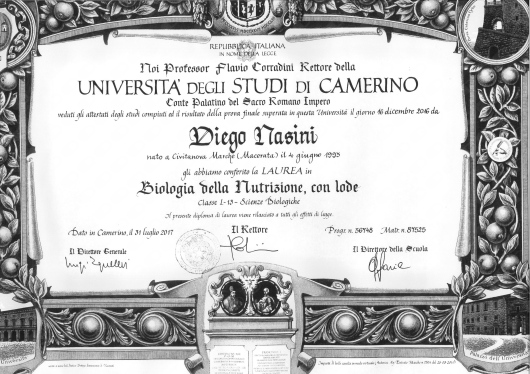 REPUBBLICA ITALIANA
IN NOME DELLA LEGGE
Noi Professor Flavio Corradini Rettore della
UNIVERSITA' DEGLI STUDI DI CAMERINO
Conte Palatino del Sacro Romano Impero
veduti gli attestati degli studi compiuti ed il risultato della prova finale superata in questa Università il giorno 16 dicembre 2016 da
Diego Nasini
nato a Civitanova Marche (Macerata) il 4 giugno 1993
gli abbiamo conferito la LAUREA in
Biologia della Nutrizione, con lode
Classe L-13 - Scienze Biologiche
Il presente diploma di laurea viene rilasciato a tutti gli effetti di legge
Dato in Camerino, il 31 luglio 2017
Il Rettore
Progr. n. 56748 Matr. n. 87525
Il Direttore Generale
Il Direttore della Scuola
Palazzo dell'Università